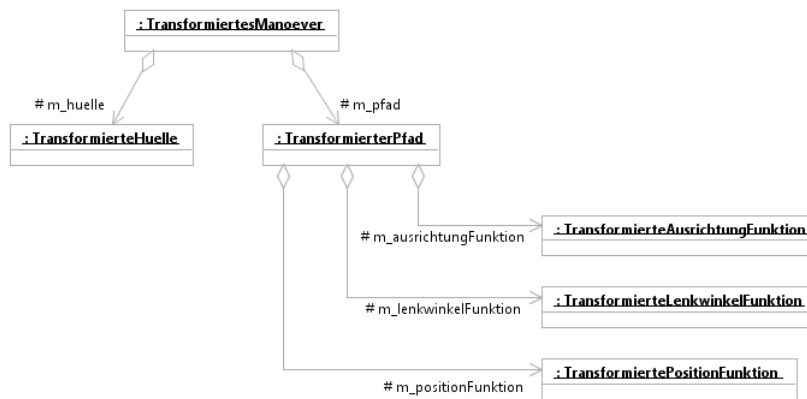 : TransformiertesManoever
# m_huelle
# m_pfad
: TransformierteHuelle
: TransformierterPfad
: TransformierteAusrichtungFunktion
# m_ausrichtungFunktion
: TransformierteLenkwinkelFunktion
# m_lenkwinkelFunktion
: TransformiertePositionFunktion
# m_positionFunktion